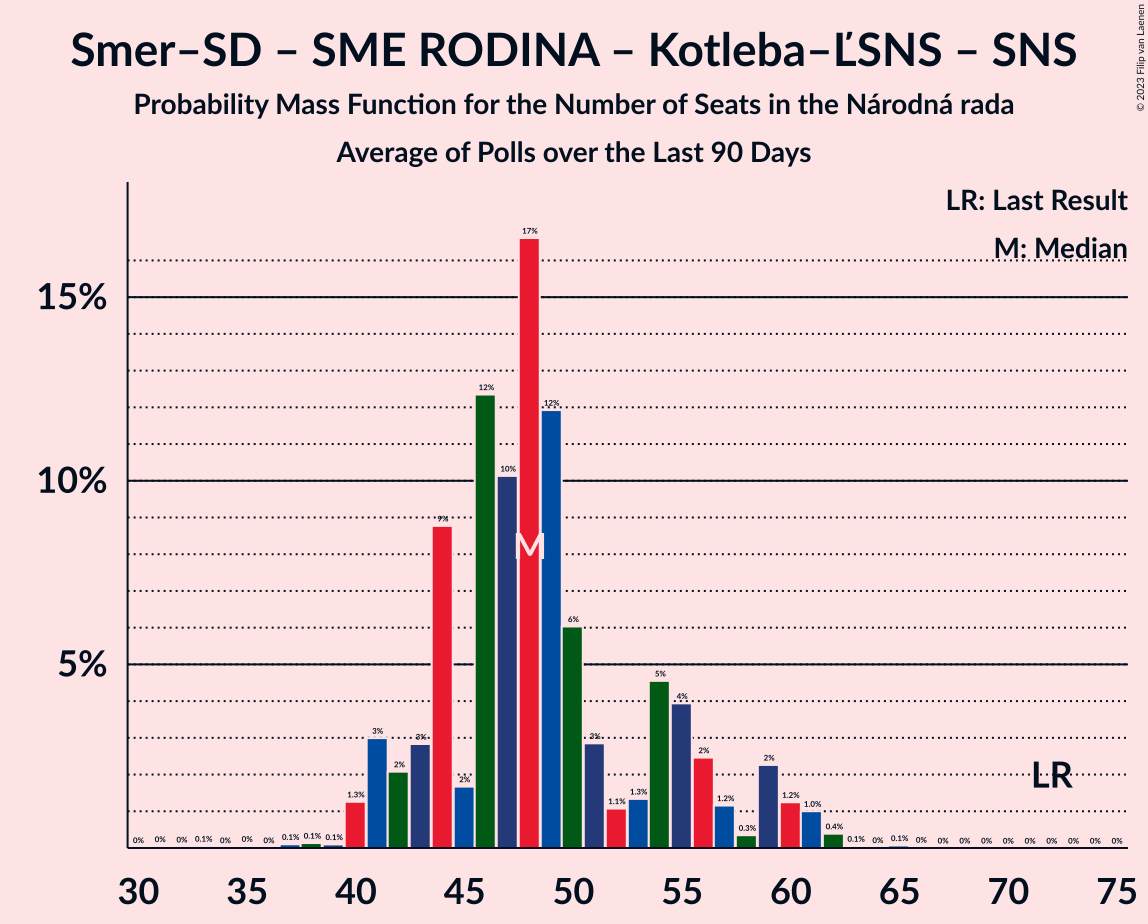 Smer–SD – SME RODINA – Kotleba–ĽSNS – SNS
Probability Mass Function for the Number of Seats in the Národná rada
Average of Polls over the Last 90 Days
© 2023 Filip van Laenen
LR: Last Result
M: Median
15%
10%
5%
0% 0% 0% 0.1% 0% 0% 0% 0.1% 0.1% 0.1% 1.3% 3% 2% 3% 9% 2% 12% 10% 17% 12% 6% 3% 1.1% 1.3% 5% 4% 2% 1.2% 0.3% 2% 1.2% 1.0% 0.4% 0.1% 0% 0.1% 0% 0% 0% 0% 0% 0% 0% 0% 0% 0%
M
LR
30 35 40 45 50 55 60 65 70 75